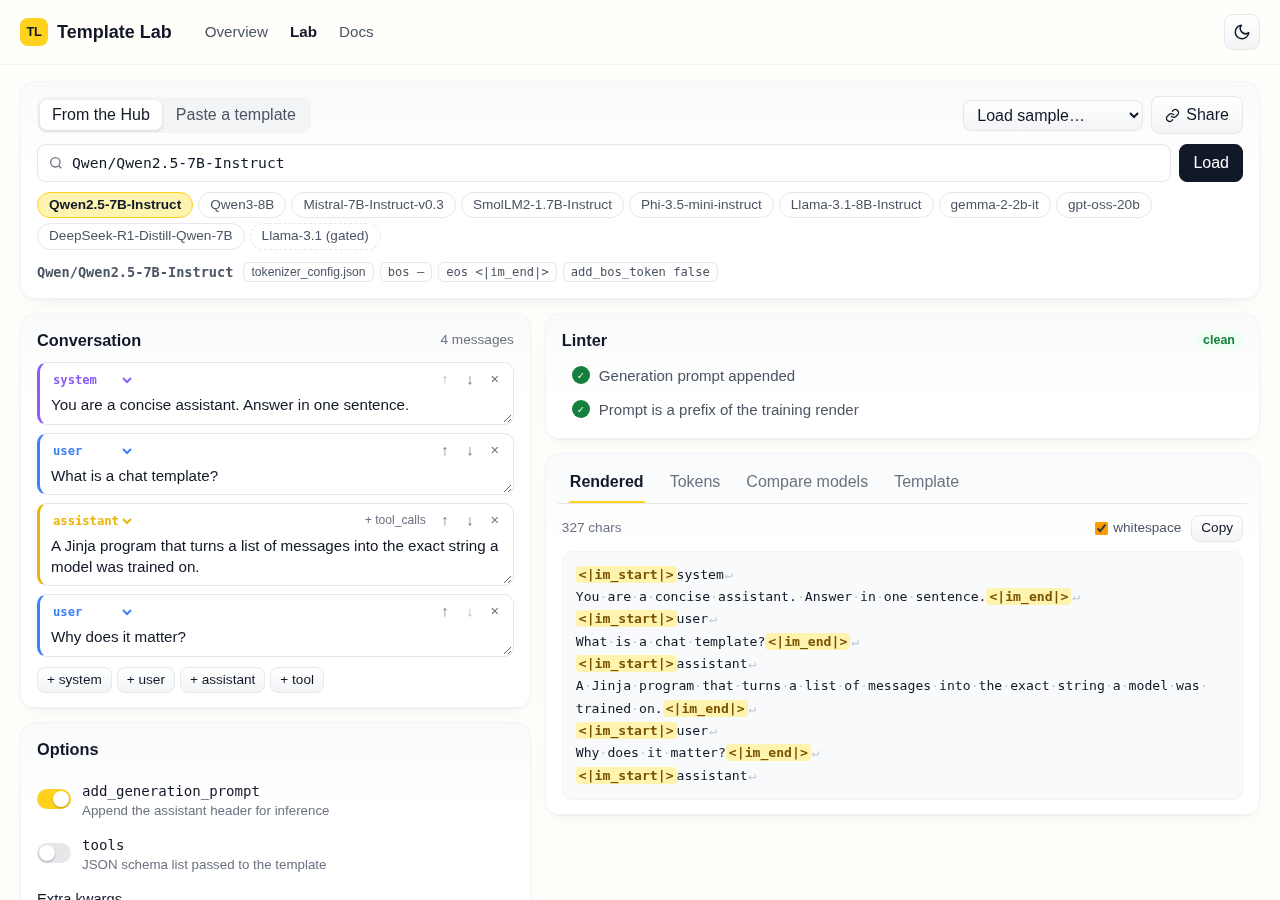 TL Template Lab Overview Lab Docs
From the Hub Paste a template Load sample… Share
Qwen/Qwen2.5-7B-Instruct Load
Qwen2.5-7B-Instruct Qwen3-8B Mistral-7B-Instruct-v0.3 SmolLM2-1.7B-Instruct Phi-3.5-mini-instruct Llama-3.1-8B-Instruct gemma-2-2b-it gpt-oss-20b
DeepSeek-R1-Distill-Qwen-7B Llama-3.1 (gated)
Qwen/Qwen2.5-7B-Instruct tokenizer_config.json bos — eos <|im_end|> add_bos_token false
Conversation 4 messages
system ↑ ↓ ×
You are a concise assistant. Answer in one sentence.
user ↑ ↓ ×
What is a chat template?
assistant + tool_calls ↑ ↓ ×
A Jinja program that turns a list of messages into the exact string a
model was trained on.
user ↑ ↓ ×
Why does it matter?
+ system + user + assistant + tool
Options
add_generation_prompt
Append the assistant header for inference
tools
JSON schema list passed to the template
Extra kwargs
Linter clean
✓ Generation prompt appended
✓ Prompt is a prefix of the training render
Rendered Tokens Compare models Template
327 chars whitespace Copy
<|im_start|>system↵
You·are·a·concise·assistant.·Answer·in·one·sentence.<|im_end|>↵
<|im_start|>user↵
What·is·a·chat·template?<|im_end|>↵
<|im_start|>assistant↵
A·Jinja·program·that·turns·a·list·of·messages·into·the·exact·string·a·model·was·
trained·on.<|im_end|>↵
<|im_start|>user↵
Why·does·it·matter?<|im_end|>↵
<|im_start|>assistant↵